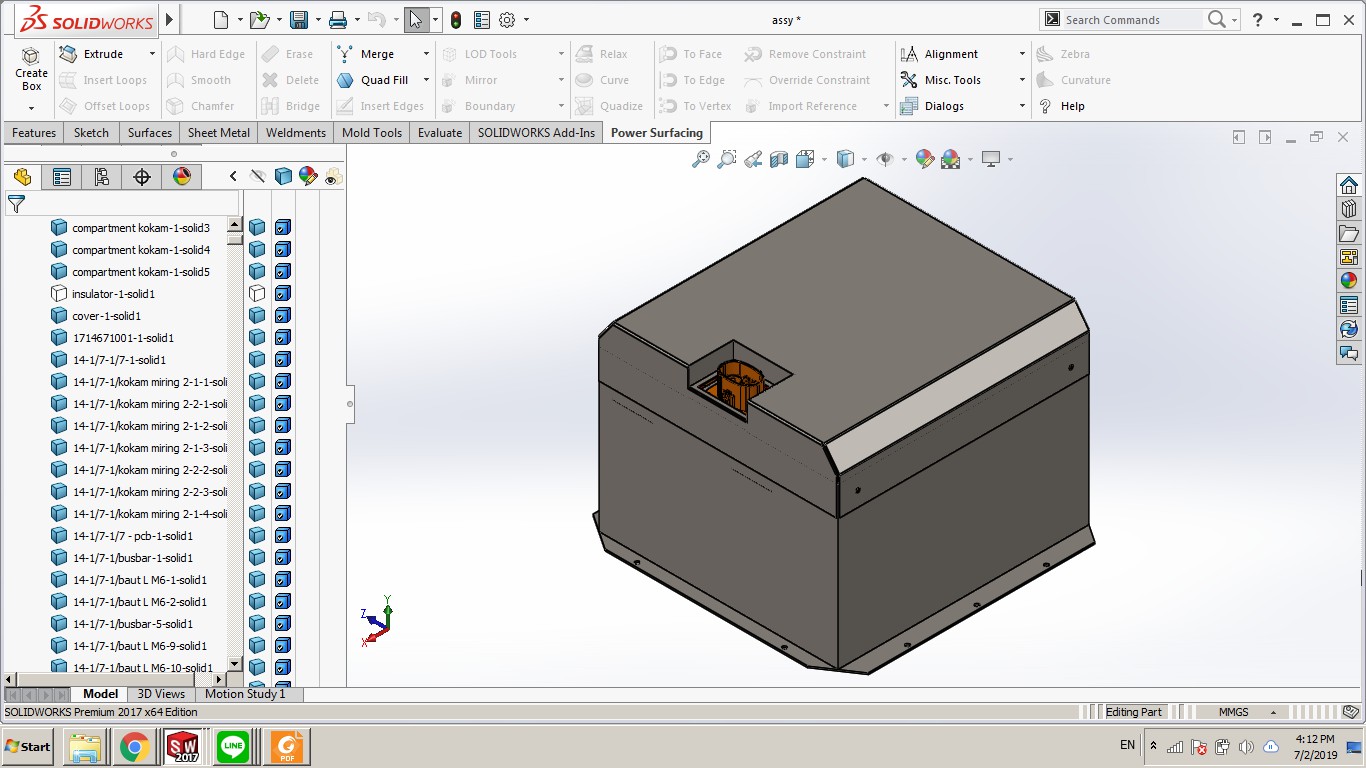 SOLIDWORKS
assy *
Search Commands
Create Box
Extrude
Insert Loops
Offset Loops
Hard Edge
Smooth
Chamfer
Erase
Delete
Bridge
Merge
Quad Fill
Insert Edges
LOD Tools
Mirror
Boundary
Relax
Curve
Quadize
To Face
To Edge
To Vertex
Remove Constraint
Override Constraint
Import Reference
Alignment
Misc. Tools
Dialogs
Zebra
Curvature
Help
Features
Sketch
Surfaces
Sheet Metal
Weldments
Mold Tools
Evaluate
SOLIDWORKS Add-Ins
Power Surfacing
compartment kokam-1-solid3
compartment kokam-1-solid4
compartment kokam-1-solid5
insulator-1-solid1
cover-1-solid1
1714671001-1-solid1
14-1/7-1/7-1-solid1
14-1/7-1/kokam miring 2-1-1-soli
14-1/7-1/kokam miring 2-2-1-soli
14-1/7-1/kokam miring 2-1-2-soli
14-1/7-1/kokam miring 2-1-3-soli
14-1/7-1/kokam miring 2-2-2-soli
14-1/7-1/kokam miring 2-2-3-soli
14-1/7-1/kokam miring 2-1-4-soli
14-1/7-1/7 - pcb-1-solid1
14-1/7-1/busbar-1-solid1
14-1/7-1/baut L M6-1-solid1
14-1/7-1/baut L M6-2-solid1
14-1/7-1/busbar-5-solid1
14-1/7-1/baut L M6-9-solid1
14-1/7-1/baut L M6-10-solid1
Y
Z
X
Model
3D Views
Motion Study 1
SOLIDWORKS Premium 2017 x64 Edition
Editing Part
MMGS
Start
SW
2017
LINE
PDF
EN
4:12 PM
7/2/2019